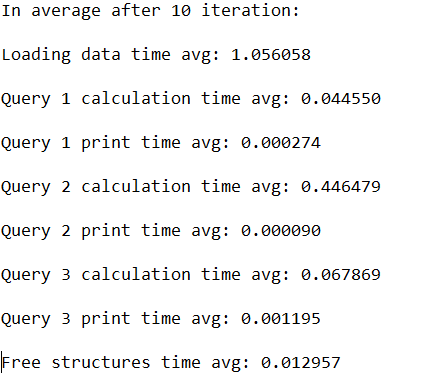 In average after 10 iteration:
Loading data time avg: 1.056058
Query 1 calculation time avg: 0.044550
Query 1 print time avg: 0.000274
Query 2 calculation time avg: 0.446479
Query 2 print time avg: 0.000090
Query 3 calculation time avg: 0.067869
Query 3 print time avg: 0.001195
Free structures time avg: 0.012957